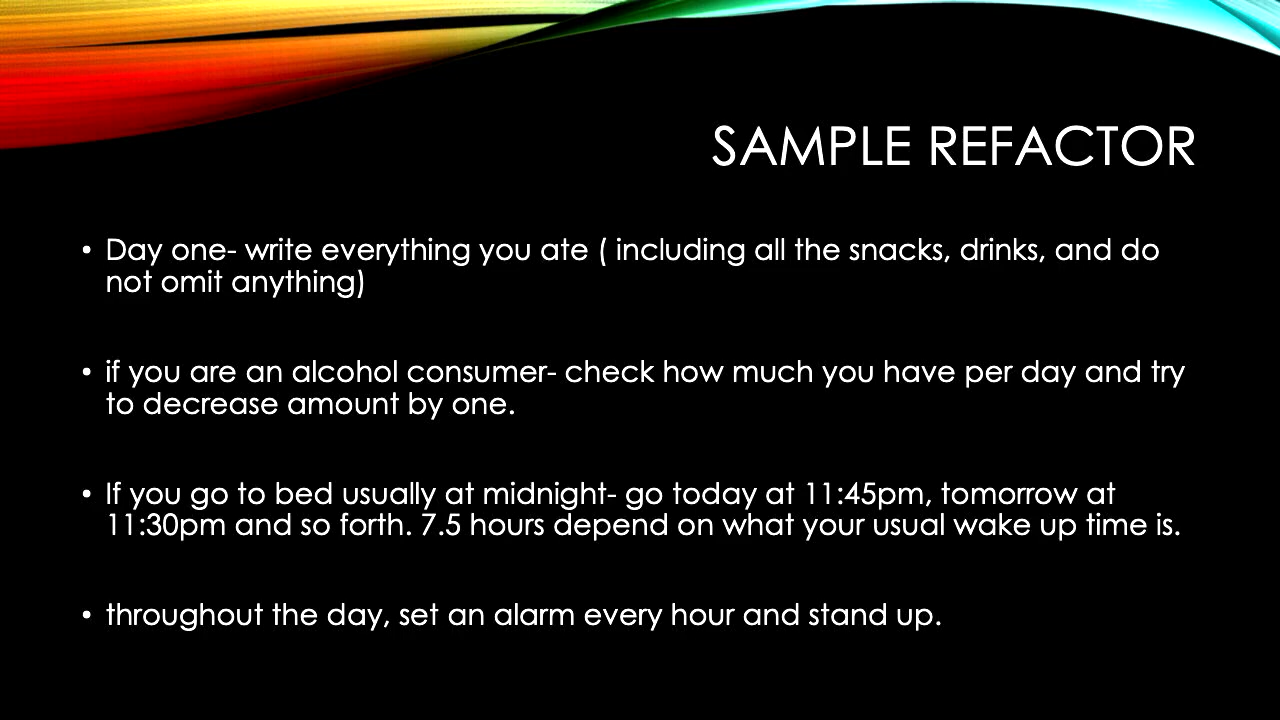 SAMPLE REFACTOR
• Day one- write everything you ate ( including all the snacks, drinks, and do
not omit anything)
• if you are an alcohol consumer- check how much you have per day and try
to decrease amount by one.
• If you go to bed usually at midnight- go today at 11:45pm, tomorrow at
11:30pm and so forth. 7.5 hours depend on what your usual wake up time is.
• throughout the day, set an alarm every hour and stand up.